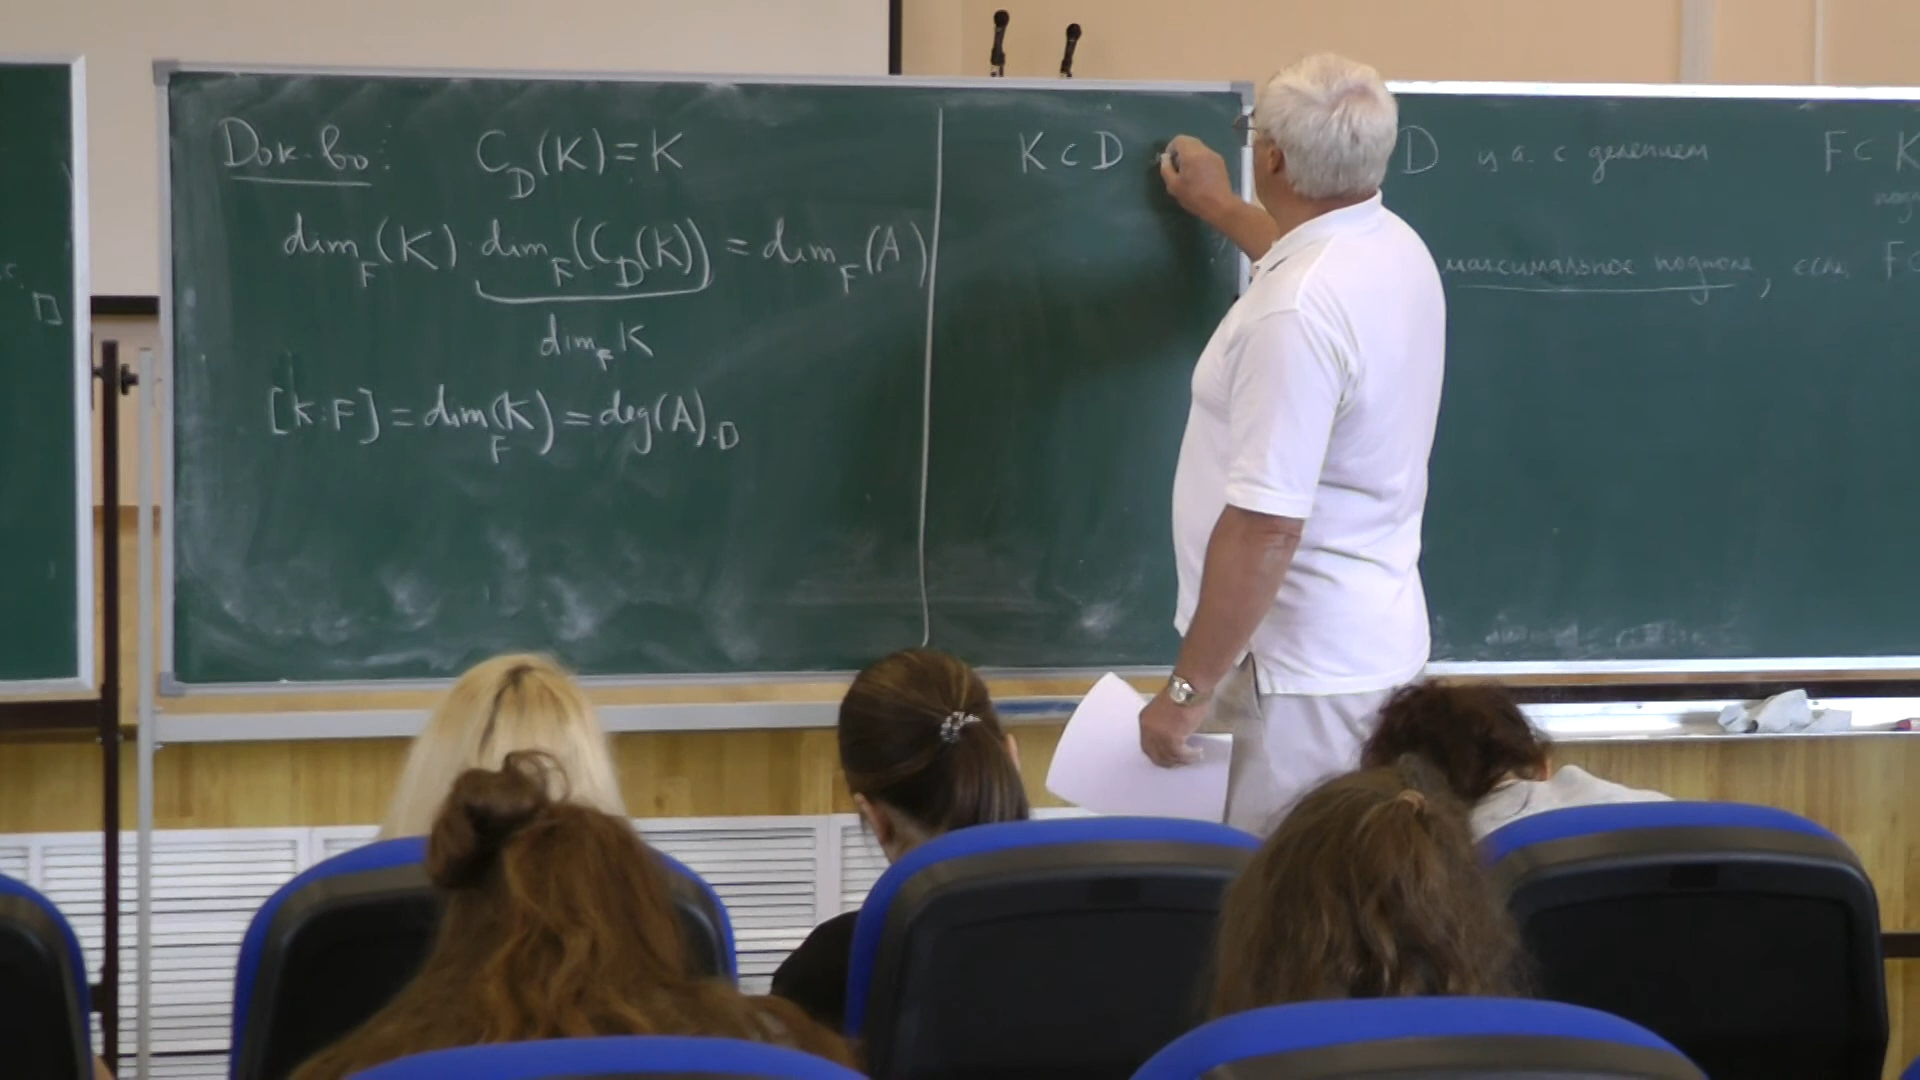 Док-во: C_D(K)=K
dim_F(K) · dim_F(C_D(K)) = dim_F(A)
dim_F K
[K:F] = dim_F(K) = deg(A). □
K ⊂ D
D ц.а. с делением F ⊂ K
максимальное подполе, если F ⊂